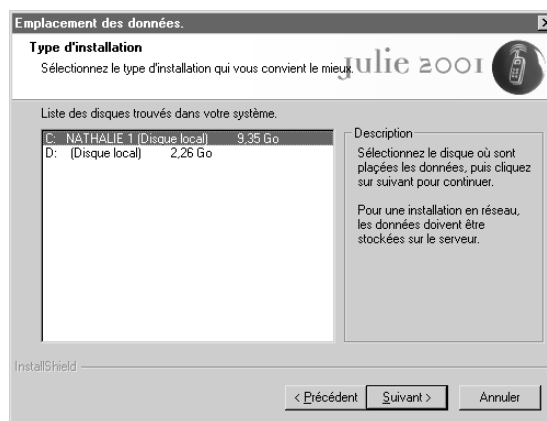 Emplacement des données.
Type d'installation
Sélectionnez le type d'installation qui vous convient le mieux.
Julie 2001
Liste des disques trouvés dans votre système.
C: NATHALIE 1 (Disque local) 9,35 Go
D: (Disque local) 2,26 Go
Description
Sélectionnez le disque où sont
plaçées les données, puis cliquez
sur suivant pour continuer.
Pour une installation en réseau,
les données doivent être
stockées sur le serveur.
InstallShield
< Précédent
Suivant >
Annuler